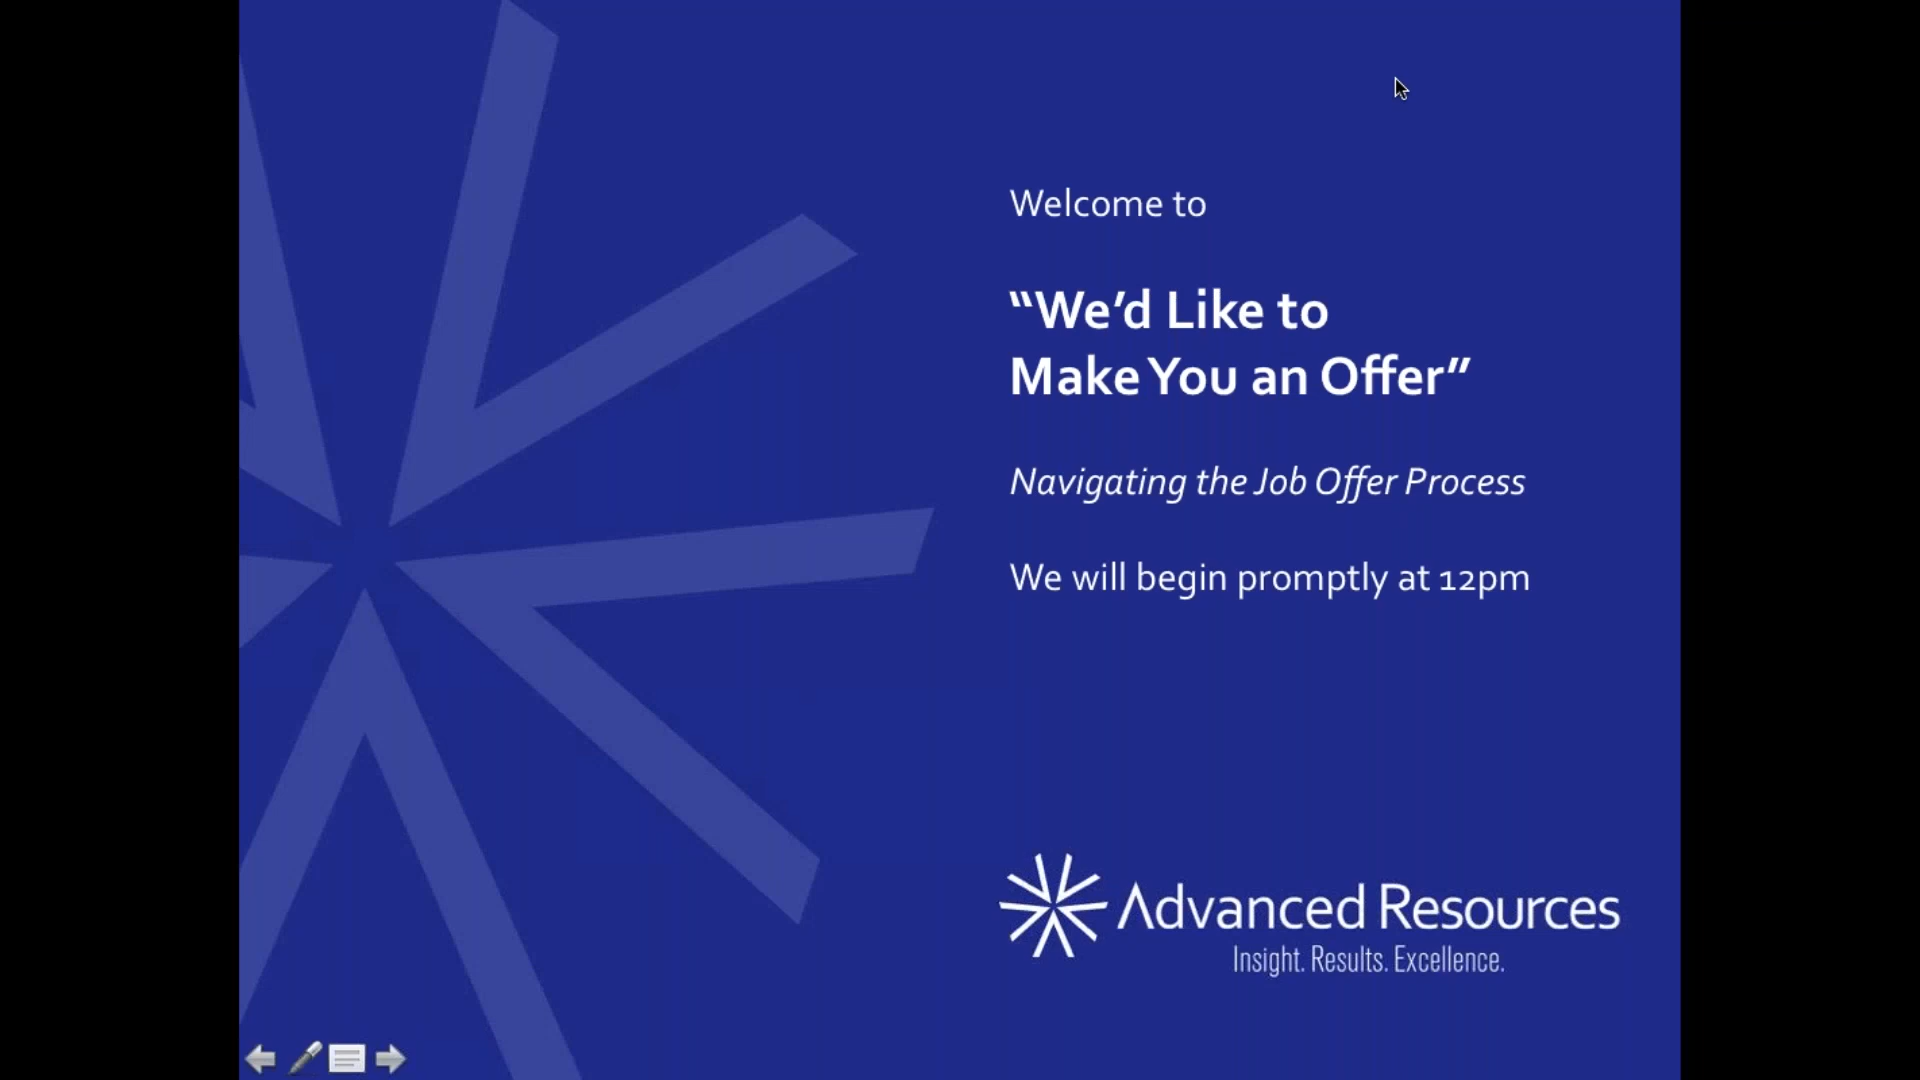 Welcome to
“We’d Like to
Make You an Offer”
Navigating the Job Offer Process
We will begin promptly at 12pm
Advanced Resources
Insight. Results. Excellence.